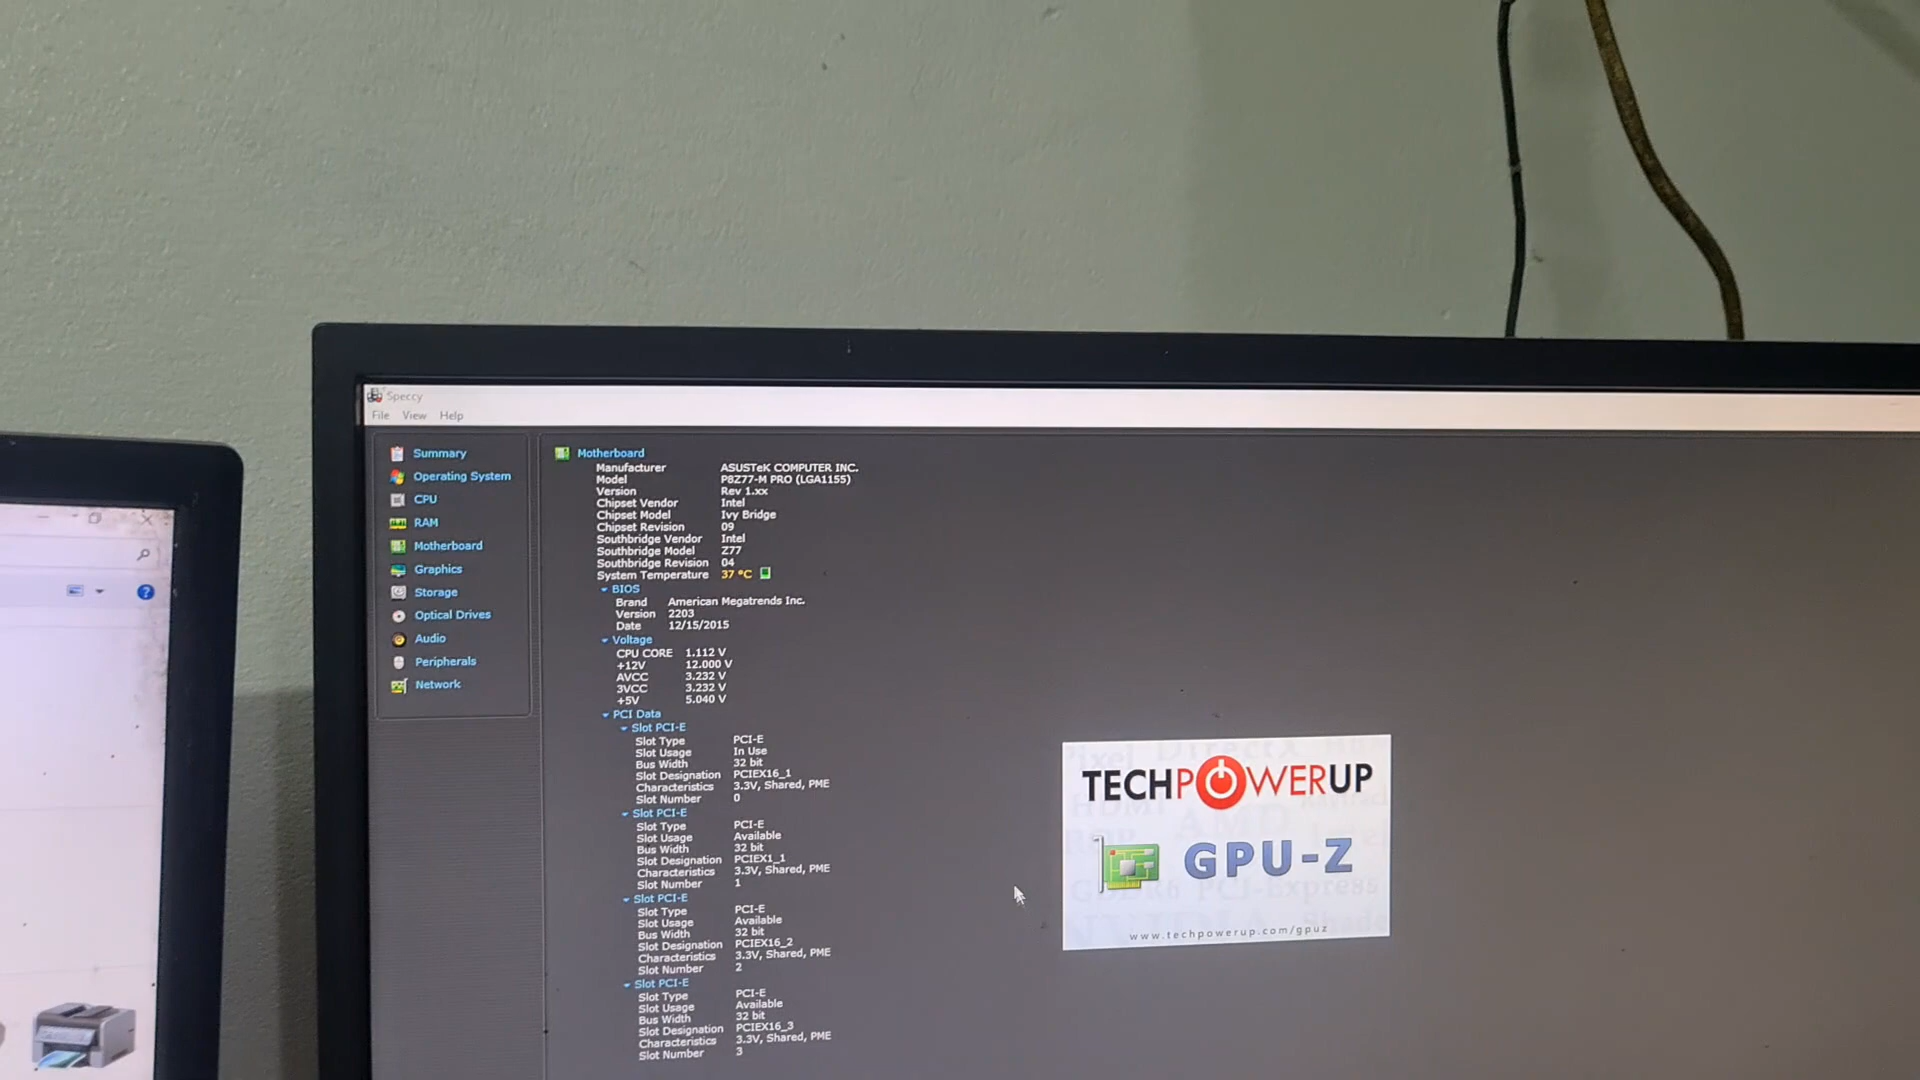 Speccy
File View Help
Summary
Operating System
CPU
RAM
Motherboard
Graphics
Storage
Optical Drives
Audio
Peripherals
Network
Motherboard
Manufacturer ASUSTeK COMPUTER INC.
Model P8Z77-M PRO (LGA1155)
Version Rev 1.xx
Chipset Vendor Intel
Chipset Model Ivy Bridge
Chipset Revision 09
Southbridge Vendor Intel
Southbridge Model Z77
Southbridge Revision 04
System Temperature 37 °C
BIOS
Brand American Megatrends Inc.
Version 2203
Date 12/15/2015
Voltage
CPU CORE 1.112 V
+12V 12.000 V
AVCC 3.232 V
3VCC 3.232 V
+5V 5.040 V
PCI Data
Slot PCI-E
Slot Type PCI-E
Slot Usage In Use
Bus Width 32 bit
Slot Designation PCIEX16_1
Characteristics 3.3V, Shared, PME
Slot Number 0
Slot PCI-E
Slot Type PCI-E
Slot Usage Available
Bus Width 32 bit
Slot Designation PCIEX1_1
Characteristics 3.3V, Shared, PME
Slot Number 1
Slot PCI-E
Slot Type PCI-E
Slot Usage Available
Bus Width 32 bit
Slot Designation PCIEX16_2
Characteristics 3.3V, Shared, PME
Slot Number 2
Slot PCI-E
Slot Type PCI-E
Slot Usage Available
Bus Width 32 bit
Slot Designation PCIEX16_3
Characteristics 3.3V, Shared, PME
Slot Number 3
TECHPOWERUP
GPU-Z
GDDR6 PCI-Express
www.techpowerup.com/gpuz